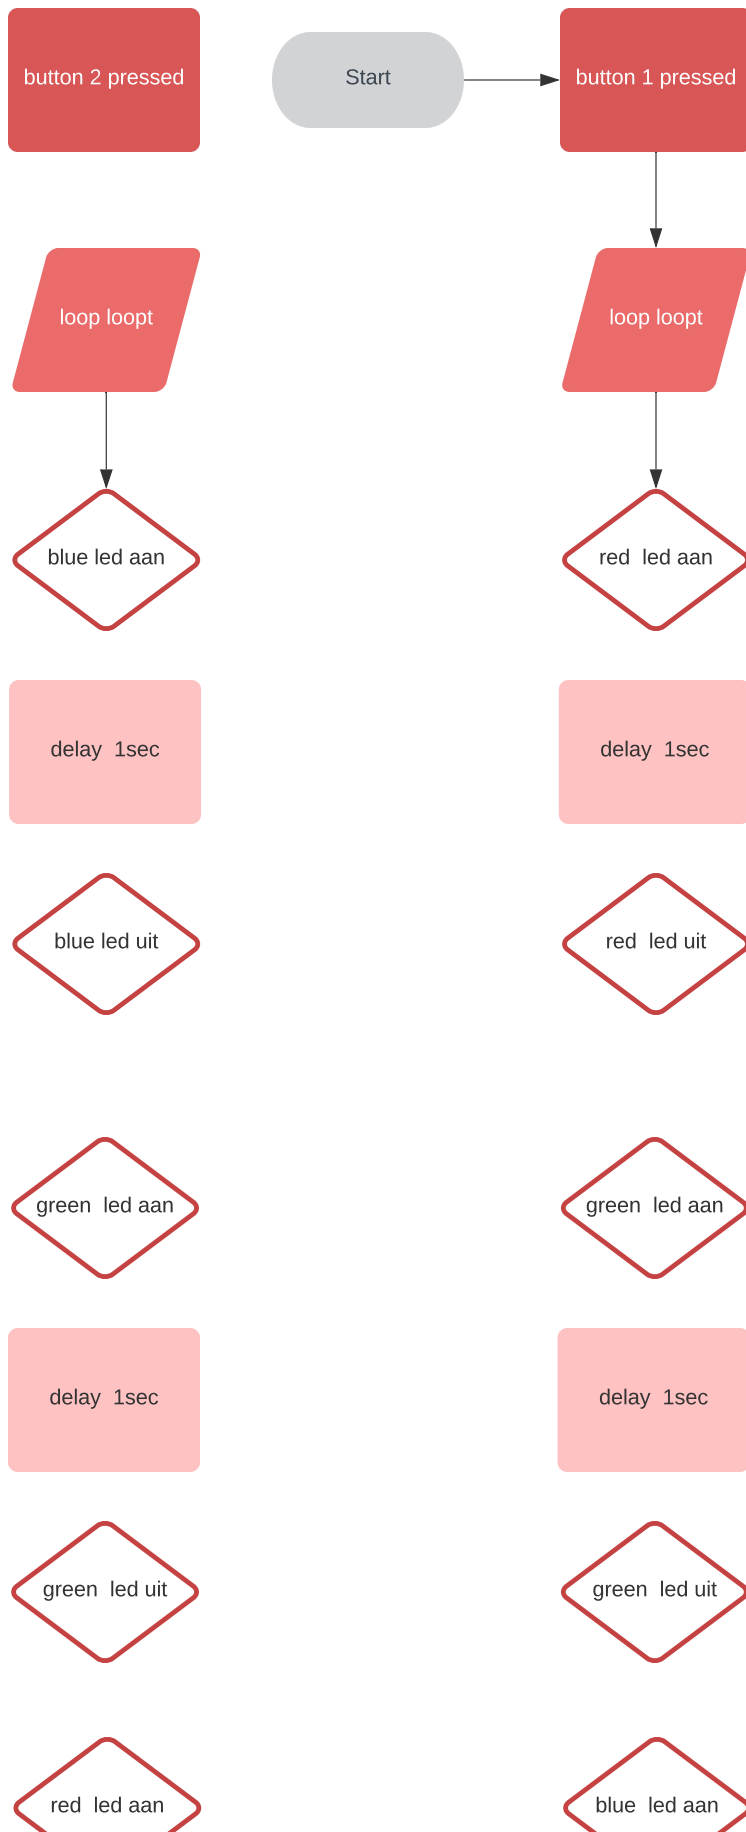 button 2 pressed
Start
button 1 pressed
loop loopt
loop loopt
blue led aan
red  led aan
delay  1sec
delay  1sec
blue led uit
red  led uit
green  led aan
green  led aan
delay  1sec
delay  1sec
green  led uit
green  led uit
red  led aan
blue  led aan